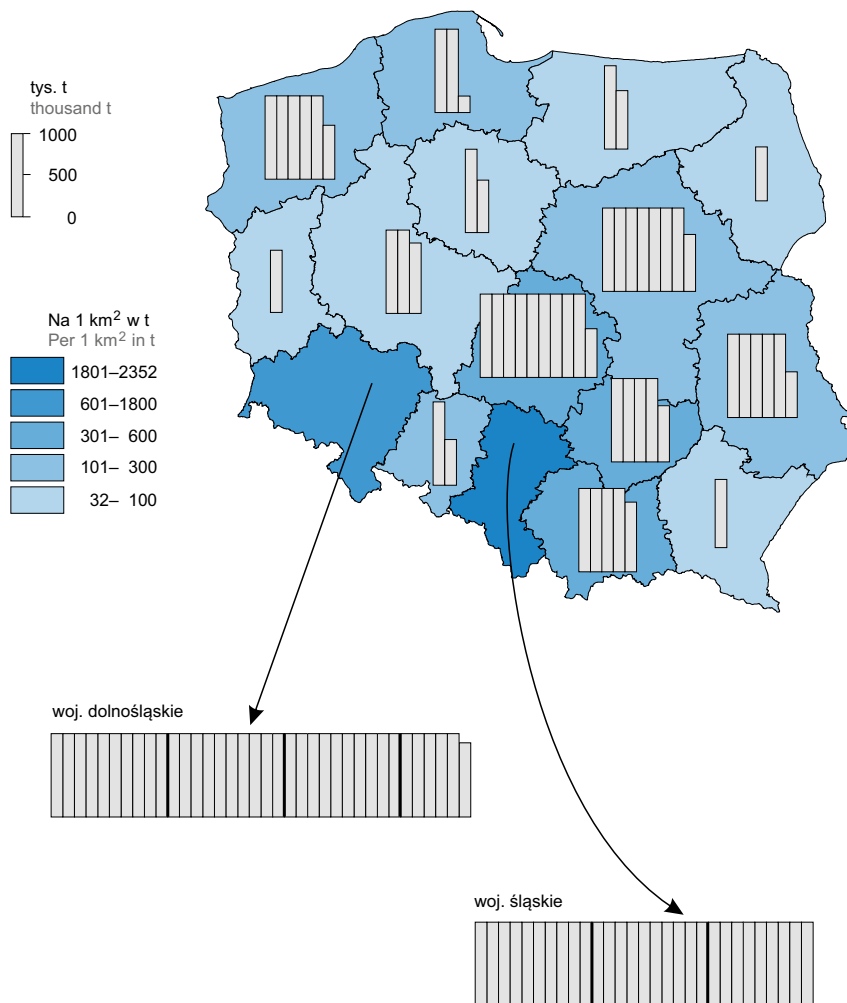 tys. t
thousand t
1000
500
0
Na 1 km² w t
Per 1 km² in t
1801–2352
601–1800
301– 600
101– 300
32– 100
woj. dolnośląskie
woj. śląskie